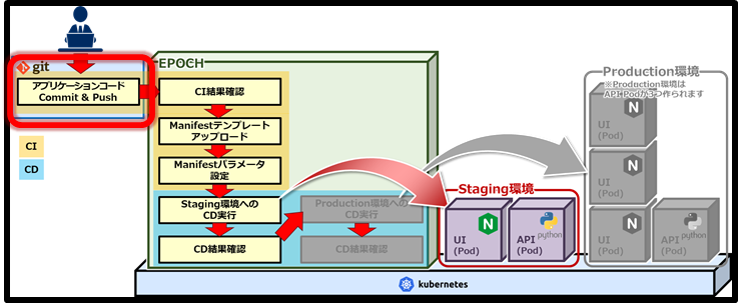 git
アプリケーションコード
Commit & Push
CI
CD
EPOCH
CI結果確認
Manifestテンプレート
アップロード
Manifestパラメータ
設定
Staging環境への
CD実行
CD結果確認
Production環境への
CD実行
CD結果確認
Staging環境
UI
(Pod)
API
(Pod)
python
Production環境
※Production環境は
API Podが3つ作られます
UI
(Pod)
UI
(Pod)
UI
(Pod)
API
(Pod)
python
kubernetes